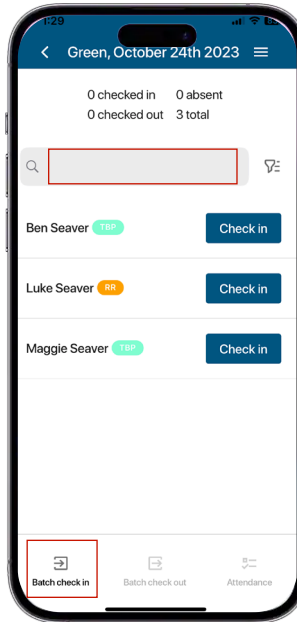 1:29
Green, October 24th 2023
0 checked in 0 absent
0 checked out 3 total
Ben Seaver TBP Check in
Luke Seaver RR Check in
Maggie Seaver TBP Check in
Batch check in Batch check out Attendance